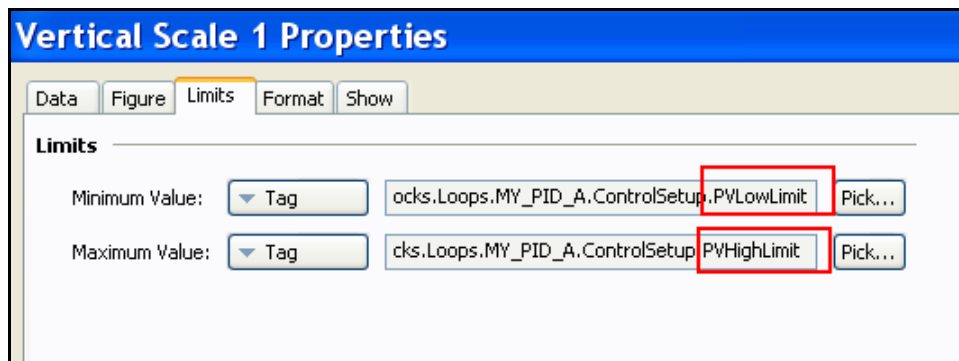 Vertical Scale 1 Properties
Data Figure Limits Format Show
Limits
Minimum Value: Tag ocks.Loops.MY_PID_A.ControlSetup.PVLowLimit Pick...
Maximum Value: Tag cks.Loops.MY_PID_A.ControlSetup.PVHighLimit Pick...